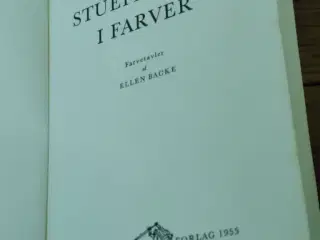 I FARVER
Farvetavler
af
ELLEN BACKE
FORLAG 1955